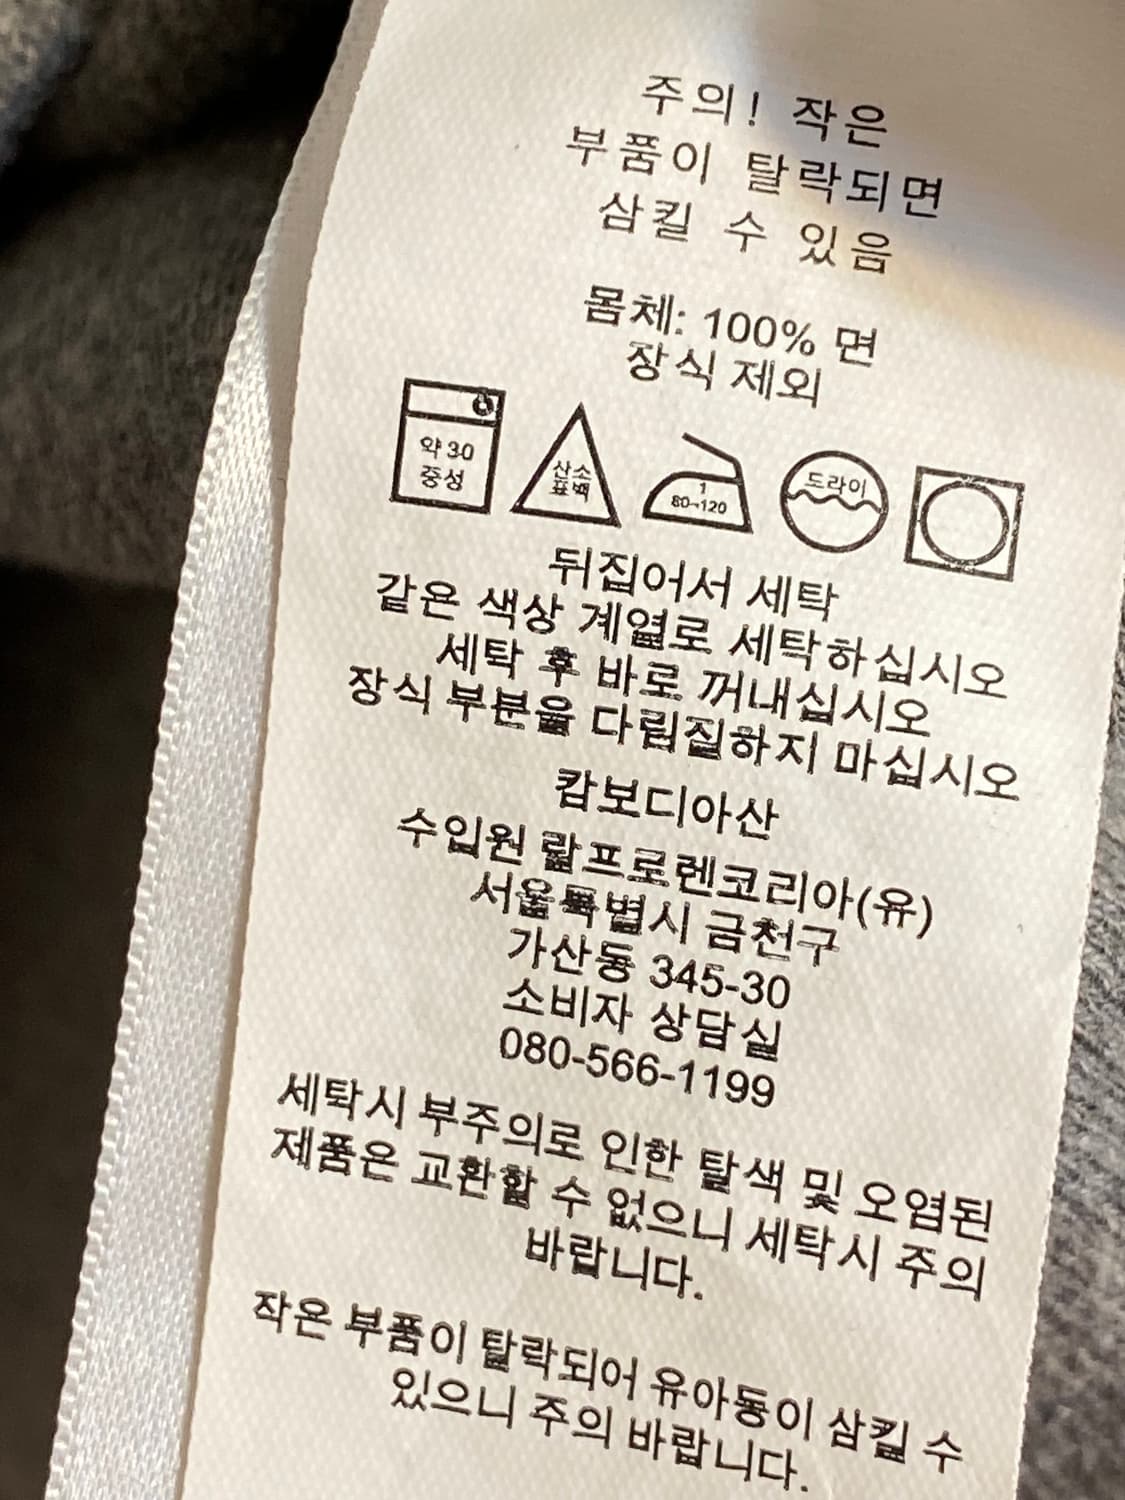 주의! 작은
부품이 탈락되면
삼킬 수 있음
몸체: 100% 면
장식 제외
약 30
중성
산소
표백
1
80~120
드라이
뒤집어서 세탁
같은 색상 계열로 세탁하십시오
세탁 후 바로 꺼내십시오
장식 부분을 다림질하지 마십시오
캄보디아산
수입원 랄프로렌코리아(유)
서울특별시 금천구
가산동 345-30
소비자 상담실
080-566-1199
세탁시 부주의로 인한 탈색 및 오염된
제품은 교환할 수 없으니 세탁시 주의
바랍니다.
작은 부품이 탈락되어 유아동이 삼킬 수
있으니 주의 바랍니다.